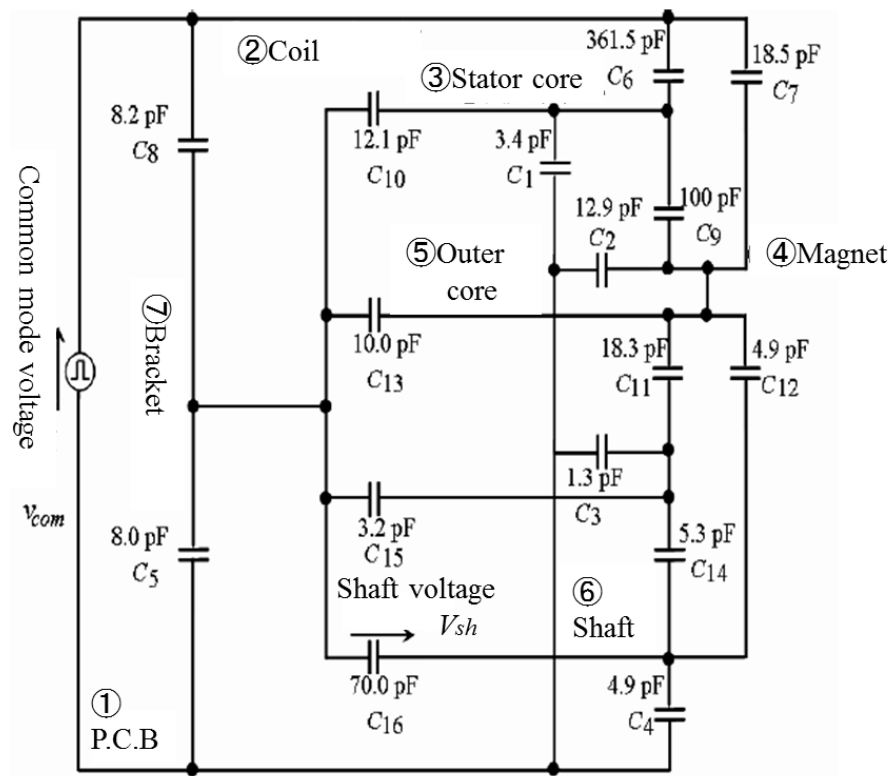 ②Coil
361.5 pF
C6
18.5 pF
C7
③Stator core
8.2 pF
C8
12.1 pF
C10
3.4 pF
C1
12.9 pF
C2
100 pF
C9
④Magnet
⑤Outer
core
Common mode voltage
vcom
⑦Bracket
10.0 pF
C13
18.3 pF
C11
4.9 pF
C12
1.3 pF
C3
8.0 pF
C5
3.2 pF
C15
5.3 pF
C14
Shaft voltage
Vsh
⑥
Shaft
70.0 pF
C16
4.9 pF
C4
①
P.C.B